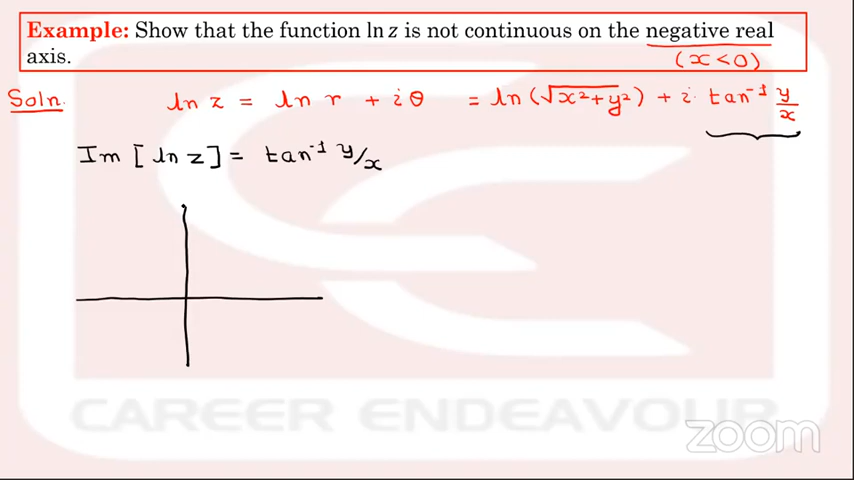 Example: Show that the function ln z is not continuous on the negative real
axis.
(x < 0)
Soln. ln z = ln r + iθ = ln(√x²+y²) + i. tan⁻¹ y/x
Im [ln z] = tan⁻¹ y/x
CAREER ENDEAVOUR
zoom